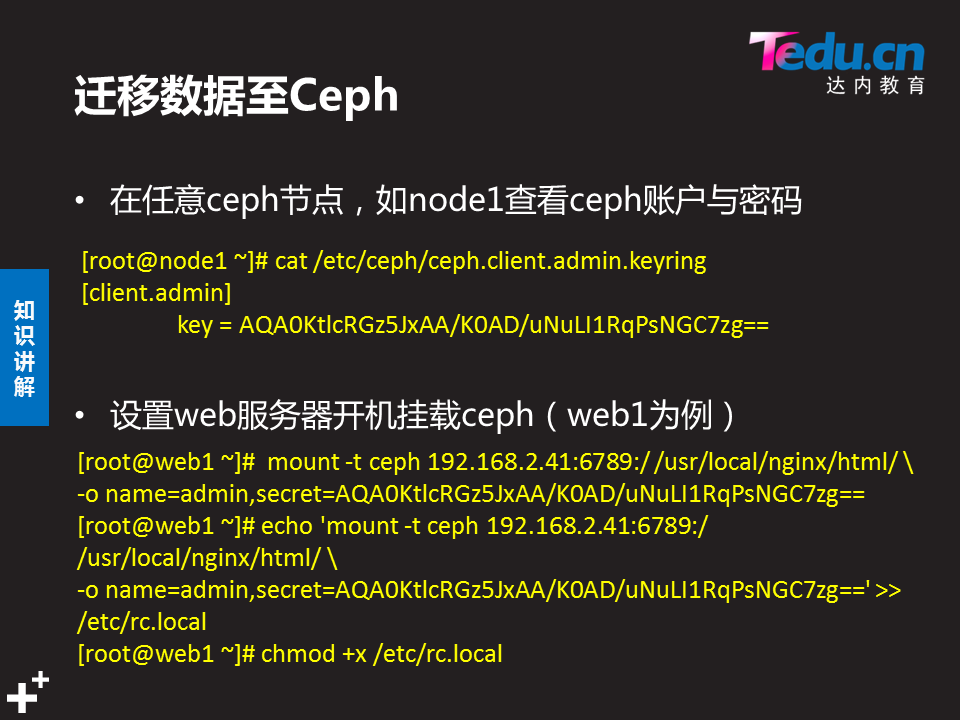 Tedu.cn
达内教育
迁移数据至Ceph
• 在任意ceph节点，如node1查看ceph账户与密码
[root@node1 ~]# cat /etc/ceph/ceph.client.admin.keyring
[client.admin]
key = AQA0KtlcRGz5JxAA/K0AD/uNuLI1RqPsNGC7zg==
知识讲解
• 设置web服务器开机挂载ceph（web1为例）
[root@web1 ~]#  mount -t ceph 192.168.2.41:6789:/ /usr/local/nginx/html/ \
-o name=admin,secret=AQA0KtlcRGz5JxAA/K0AD/uNuLI1RqPsNGC7zg==
[root@web1 ~]# echo 'mount -t ceph 192.168.2.41:6789:/
/usr/local/nginx/html/ \
-o name=admin,secret=AQA0KtlcRGz5JxAA/K0AD/uNuLI1RqPsNGC7zg==' >>
/etc/rc.local
[root@web1 ~]# chmod +x /etc/rc.local